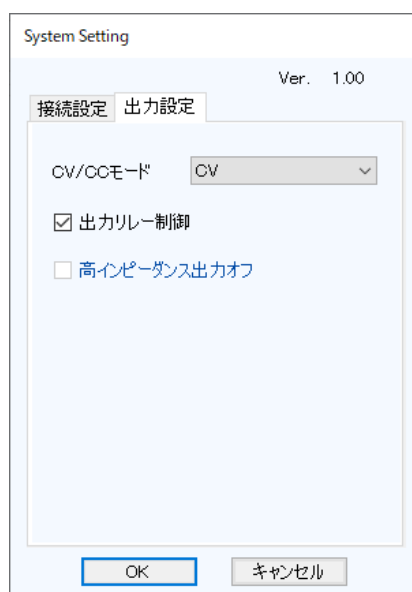 System Setting
Ver. 1.00
接続設定 出力設定
CV/CCモード CV
出力リレー制御
高インピーダンス出力オフ
OK キャンセル